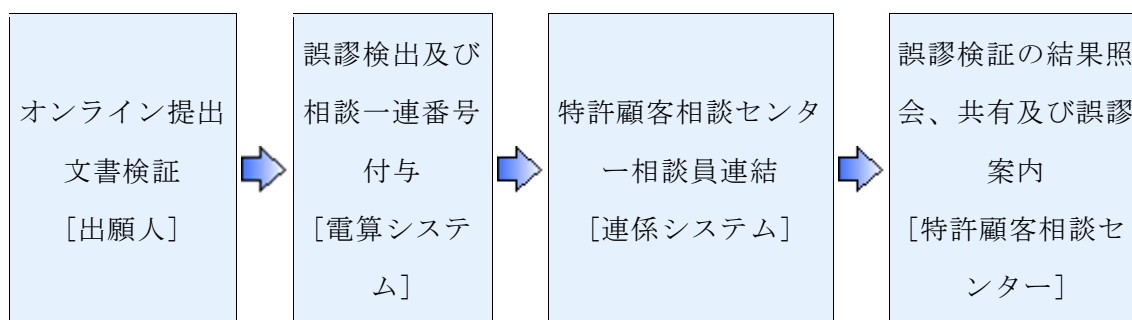 オンライン提出
文書検証
[出願人]
誤謬検出及び
相談一連番号
付与
[電算システ
ム]
特許顧客相談センタ
ー相談員連結
[連係システム]
誤謬検証の結果照
会、共有及び誤謬
案内
[特許顧客相談セ
ンター]